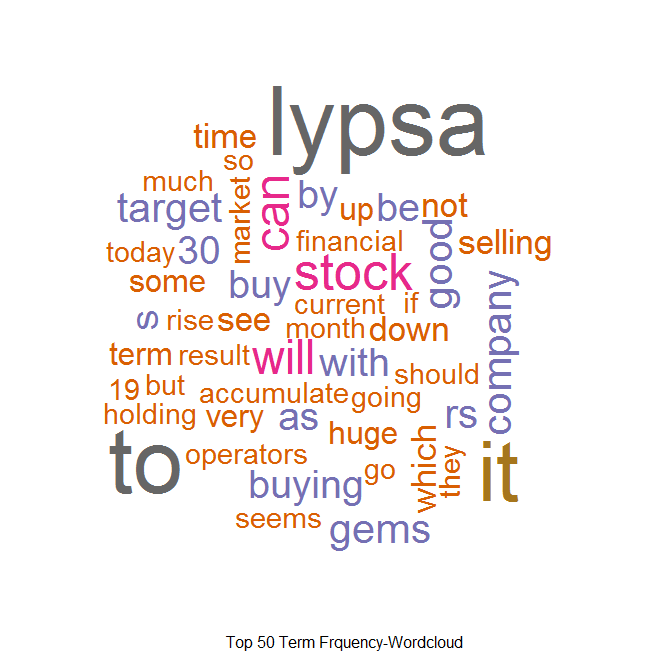 lypsa
time
so
much
can
by
target
market
up
be
not
today
30
financial
good
selling
some
buy
stock
company
current
if
s
rise
see
month
down
term
result
will
with
should
19
but
accumulate
going
holding
very
as
rs
huge
which
to
operators
go
they
it
buying
seems
gems
Top 50 Term Frquency-Wordcloud